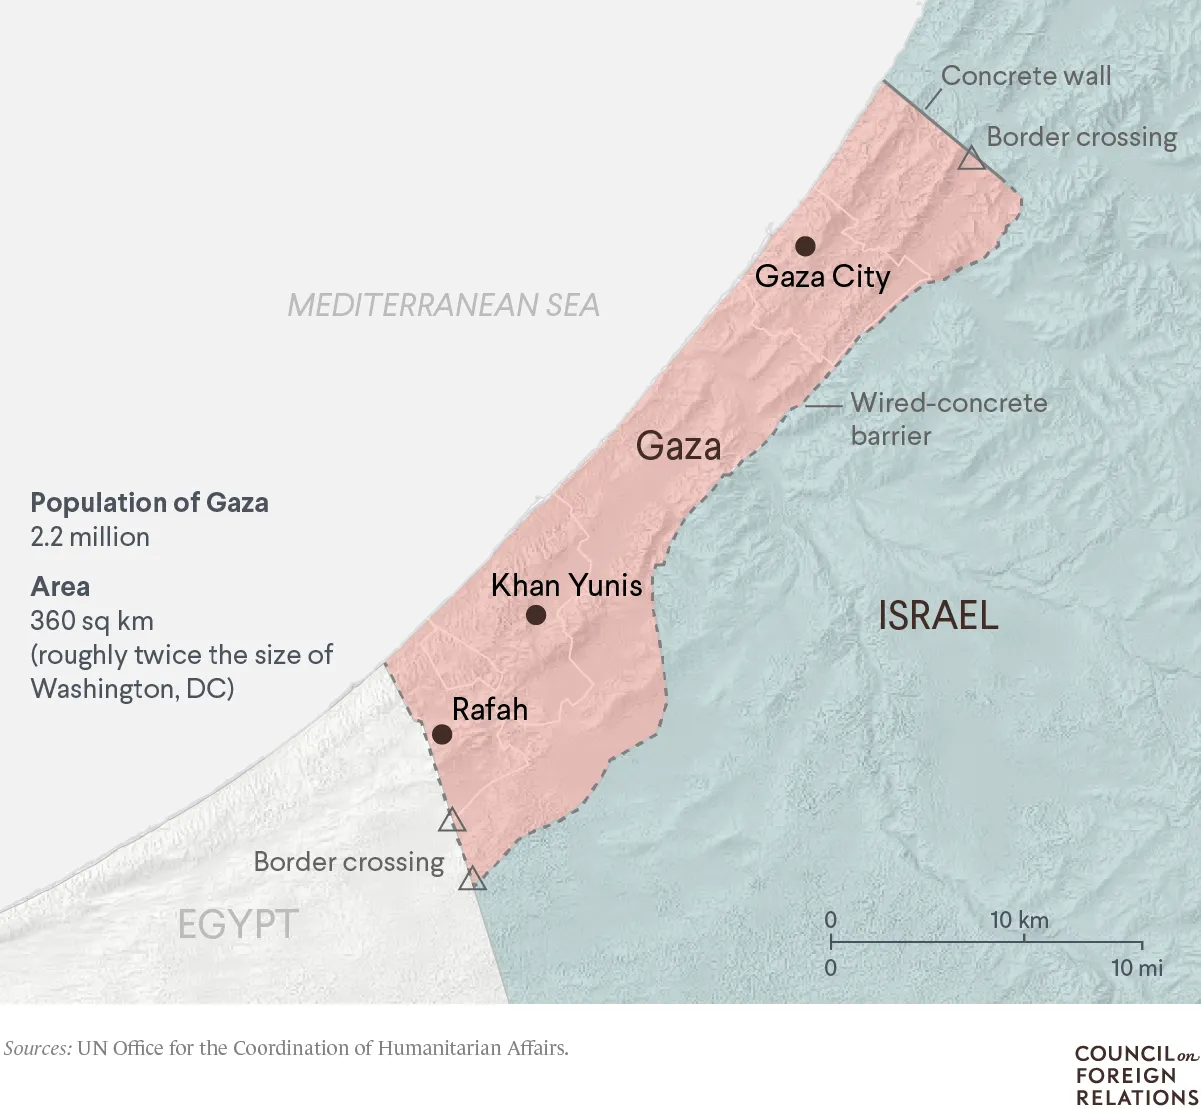 Concrete wall
Border crossing
Gaza City
MEDITERRANEAN SEA
Wired-concrete
barrier
Gaza
Population of Gaza
2.2 million
Area
360 sq km
(roughly twice the size of
Washington, DC)
Khan Yunis
ISRAEL
Rafah
Border crossing
EGYPT
0 10 km
0 10 mi
Sources: UN Office for the Coordination of Humanitarian Affairs.
COUNCIL on
FOREIGN
RELATIONS